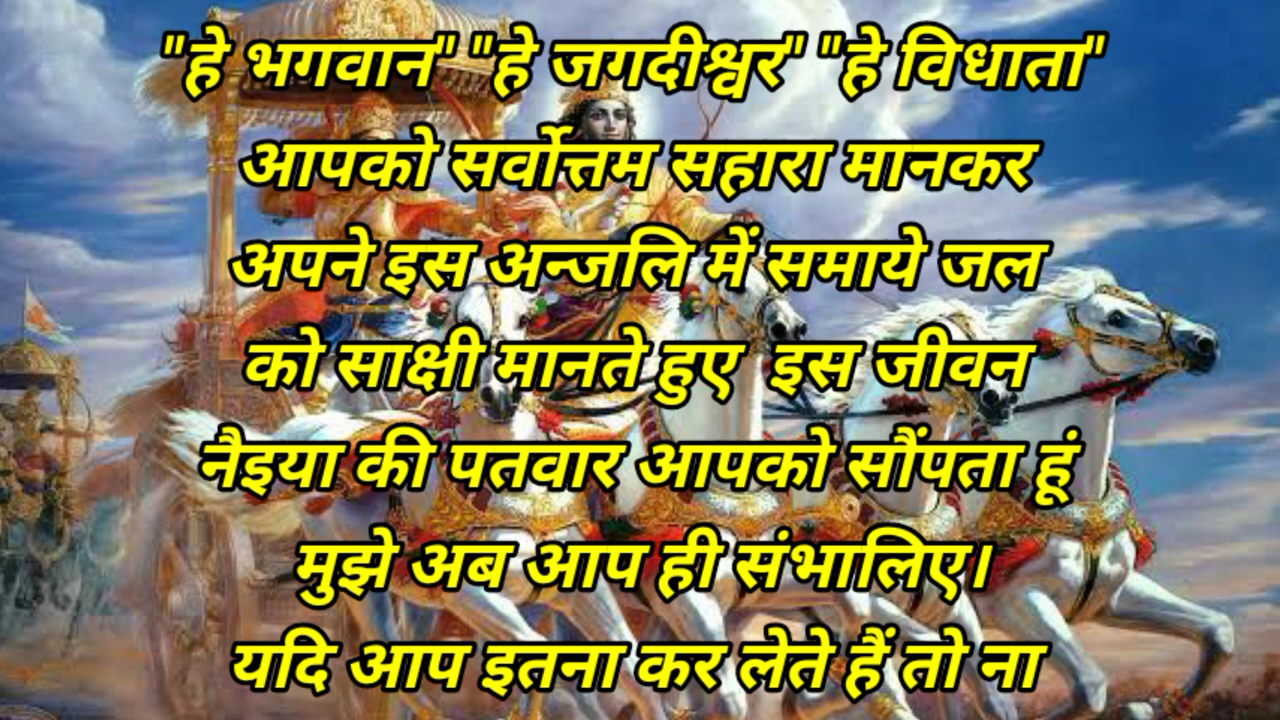 "हे भगवान" "हे जगदीश्वर" "हे विधाता"
आपको सर्वोत्तम सहारा मानकर
अपने इस अन्जलि में समाये जल
को साक्षी मानते हुए इस जीवन
नैइया की पतवार आपको सौंपता हूं
मुझे अब आप ही संभालिए।
यदि आप इतना कर लेते हैं तो ना